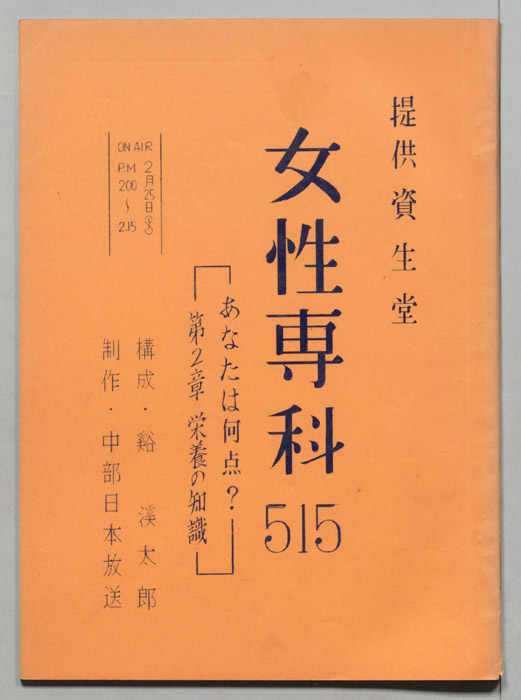 提供資生堂
女性専科
515
「あなたは何点?
第2章 栄養の知識」
構成・谿 渓太郎
制作・中部日本放送
ON AIR
2月25日
P.M
2.00
〜
2.15